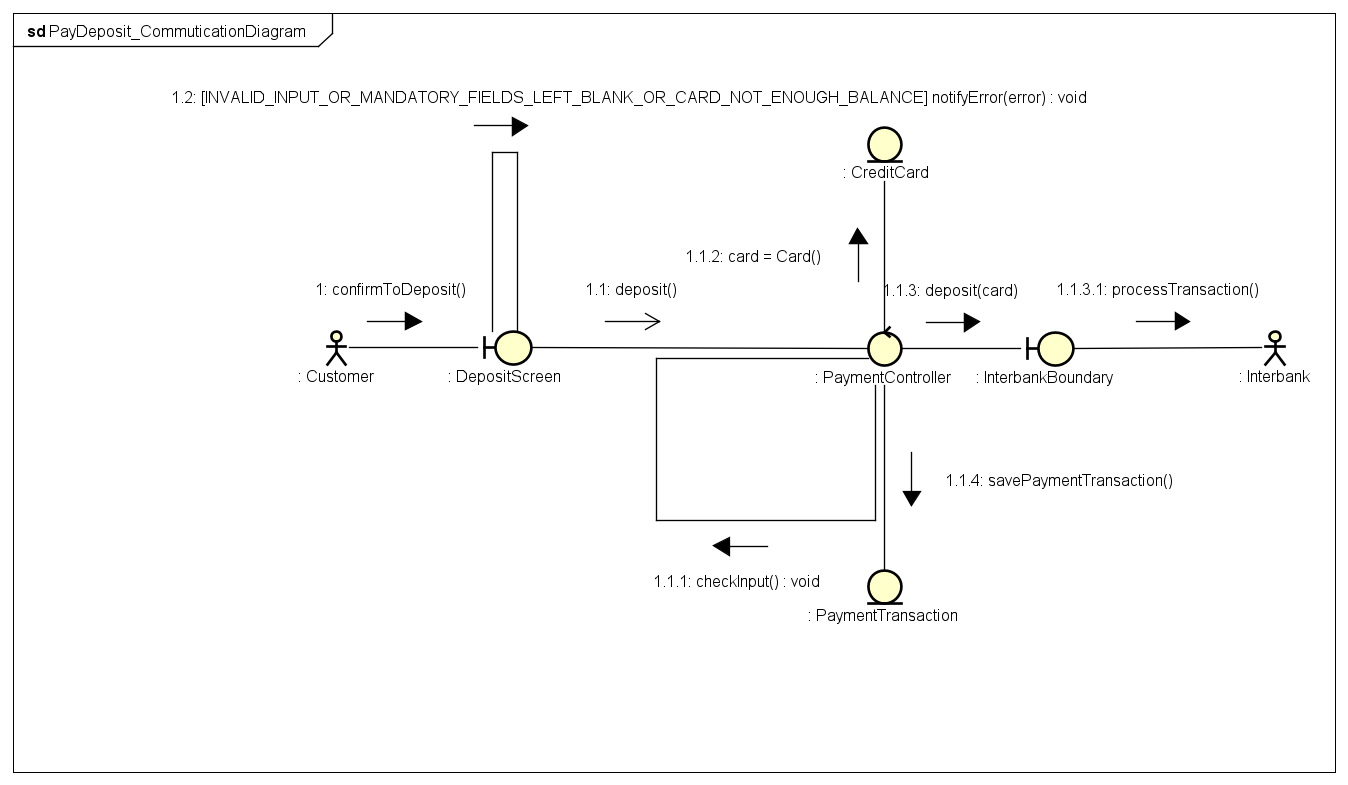 sd PayDeposit_CommuticationDiagram
1.2: [INVALID_INPUT_OR_MANDATORY_FIELDS_LEFT_BLANK_OR_CARD_NOT_ENOUGH_BALANCE] notifyError(error) : void
: CreditCard
1.1.2: card = Card()
1: confirmToDeposit()
1.1: deposit()
1.1.3: deposit(card)
1.1.3.1: processTransaction()
: Customer
: DepositScreen
: PaymentController
: InterbankBoundary
: Interbank
1.1.4: savePaymentTransaction()
1.1.1: checkInput() : void
: PaymentTransaction